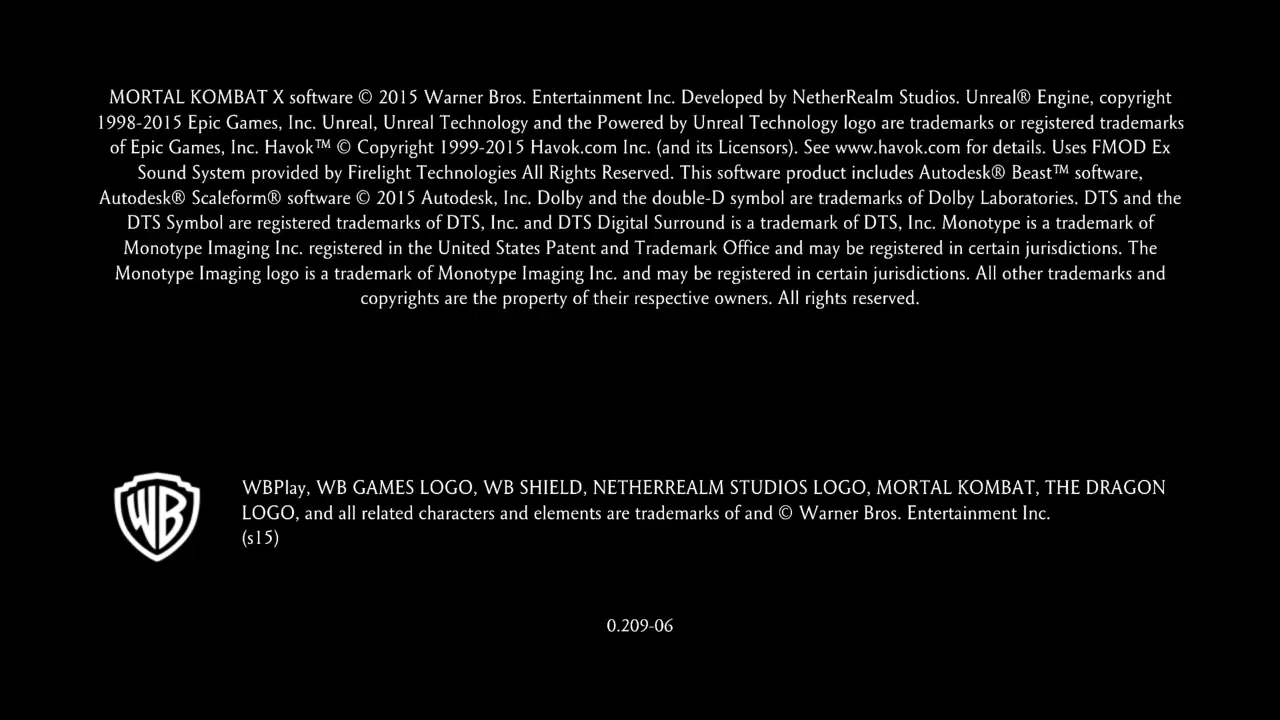 MORTAL KOMBAT X software © 2015 Warner Bros. Entertainment Inc. Developed by NetherRealm Studios. Unreal® Engine, copyright
1998-2015 Epic Games, Inc. Unreal, Unreal Technology and the Powered by Unreal Technology logo are trademarks or registered trademarks
of Epic Games, Inc. Havok™ © Copyright 1999-2015 Havok.com Inc. (and its Licensors). See www.havok.com for details. Uses FMOD Ex
Sound System provided by Firelight Technologies All Rights Reserved. This software product includes Autodesk® Beast™ software,
Autodesk® Scaleform® software © 2015 Autodesk, Inc. Dolby and the double-D symbol are trademarks of Dolby Laboratories. DTS and the
DTS Symbol are registered trademarks of DTS, Inc. and DTS Digital Surround is a trademark of DTS, Inc. Monotype is a trademark of
Monotype Imaging Inc. registered in the United States Patent and Trademark Office and may be registered in certain jurisdictions. The
Monotype Imaging logo is a trademark of Monotype Imaging Inc. and may be registered in certain jurisdictions. All other trademarks and
copyrights are the property of their respective owners. All rights reserved.
WB
WBPlay, WB GAMES LOGO, WB SHIELD, NETHERREALM STUDIOS LOGO, MORTAL KOMBAT, THE DRAGON
LOGO, and all related characters and elements are trademarks of and © Warner Bros. Entertainment Inc.
(s15)
0.209-06